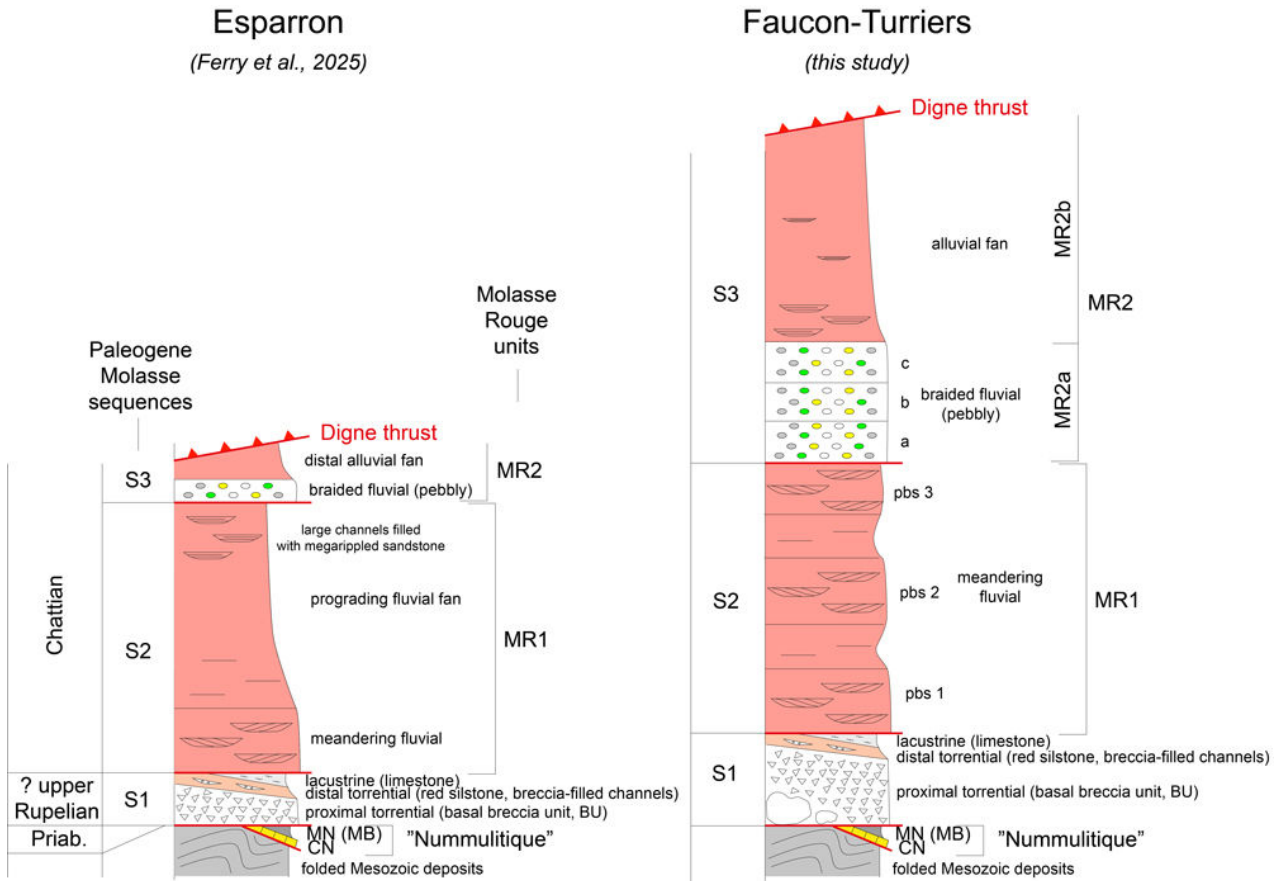 Esparron
(Ferry et al., 2025)
Paleogene
Molasse
sequences
Molasse
Rouge
units
Digne thrust
S3
distal alluvial fan
braided fluvial (pebbly)
MR2
Chattian
S2
large channels filled
with megarippled sandstone
prograding fluvial fan
MR1
meandering fluvial
? upper
Rupelian
S1
lacustrine (limestone)
distal torrential (red silstone, breccia-filled channels)
proximal torrential (basal breccia unit, BU)
Priab.
MN (MB)
CN
"Nummulitique"
folded Mesozoic deposits
Faucon-Turriers
(this study)
Digne thrust
S3
alluvial fan
MR2b
MR2
c
b
a
braided fluvial
(pebbly)
MR2a
S2
pbs 3
pbs 2
meandering
fluvial
pbs 1
MR1
S1
lacustrine (limestone)
distal torrential (red silstone, breccia-filled channels)
proximal torrential (basal breccia unit, BU)
MN (MB)
CN
"Nummulitique"
folded Mesozoic deposits